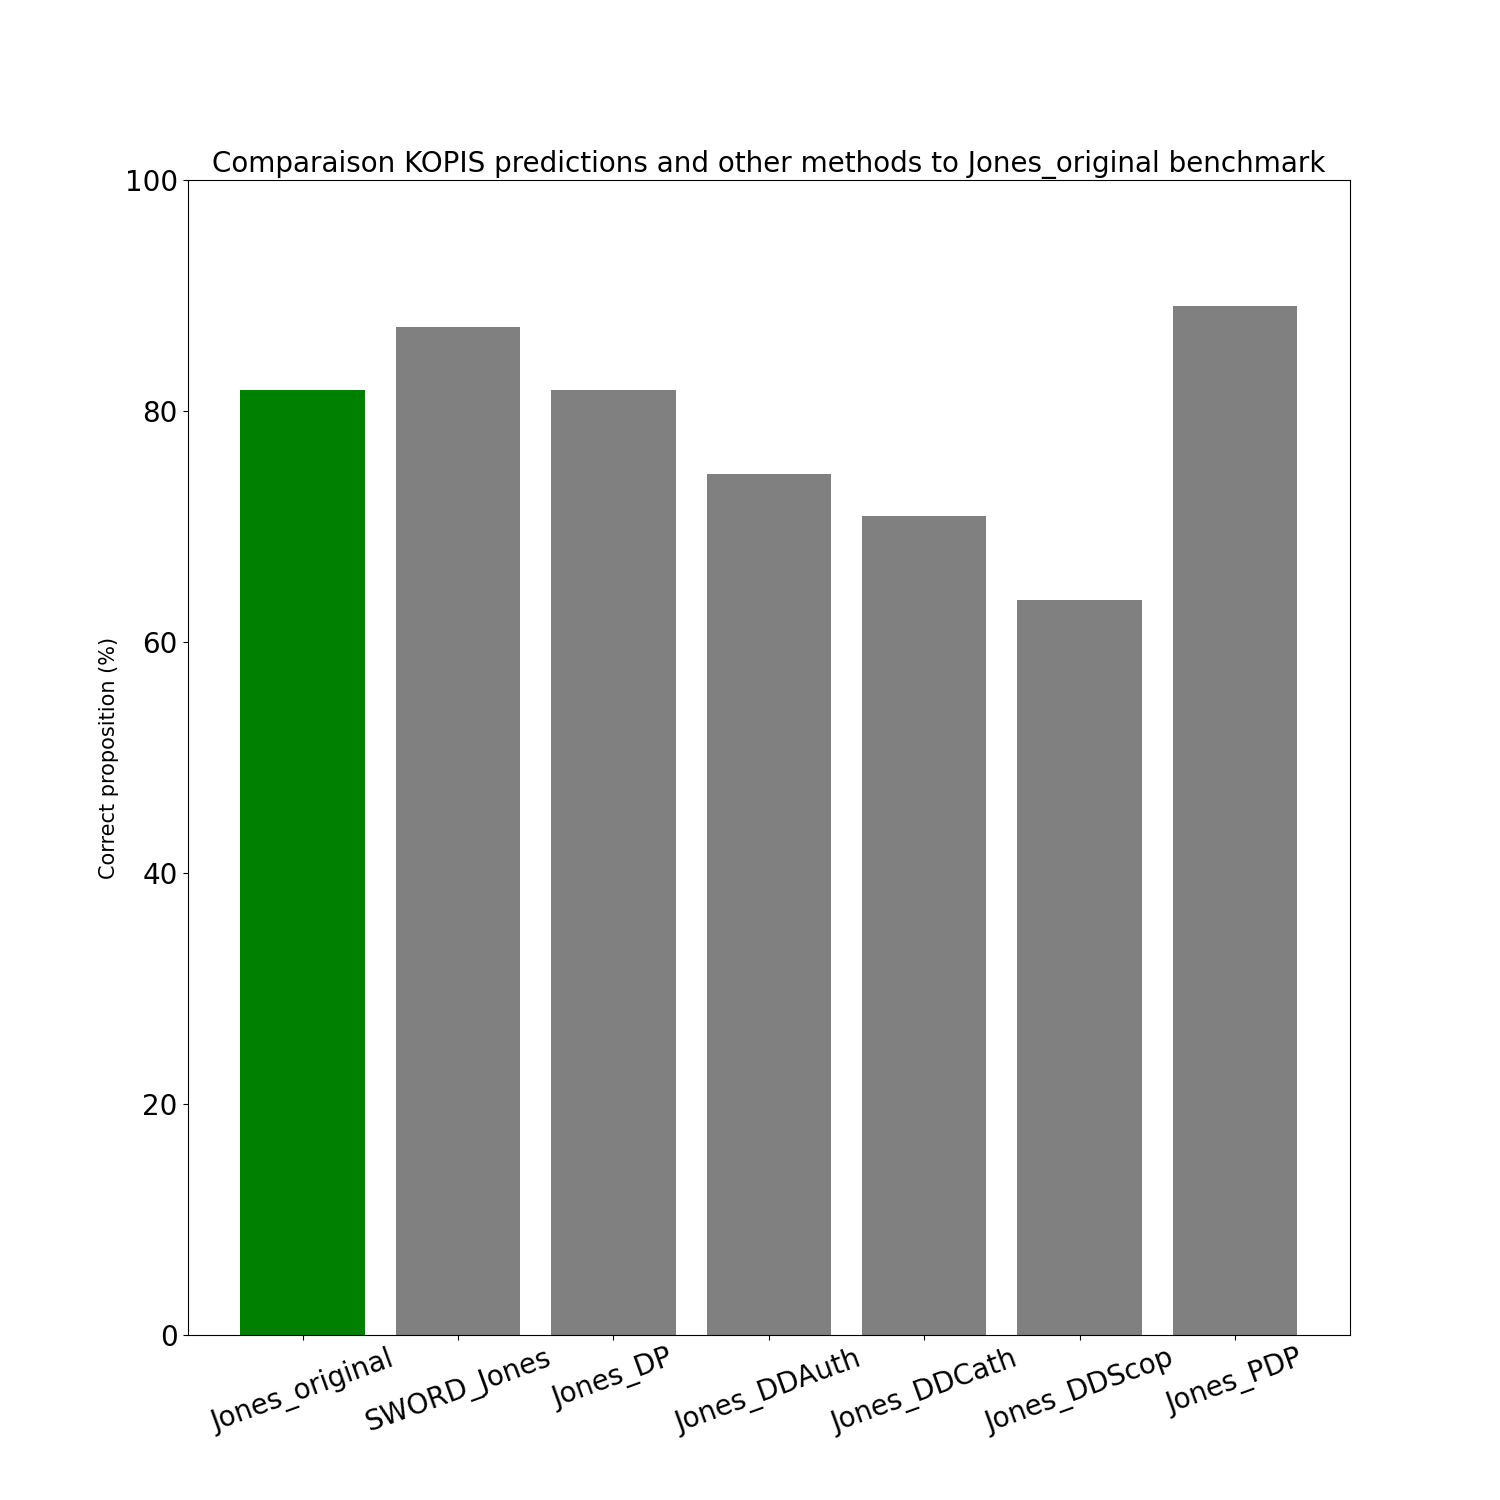 Comparaison KOPIS predictions and other methods to Jones_original benchmark
100
80
60
40
20
0
Correct proposition (%)
Jones_original
SWORD_Jones
Jones_DP
Jones_DDAuth
Jones_DDCath
Jones_DDScop
Jones_PDP